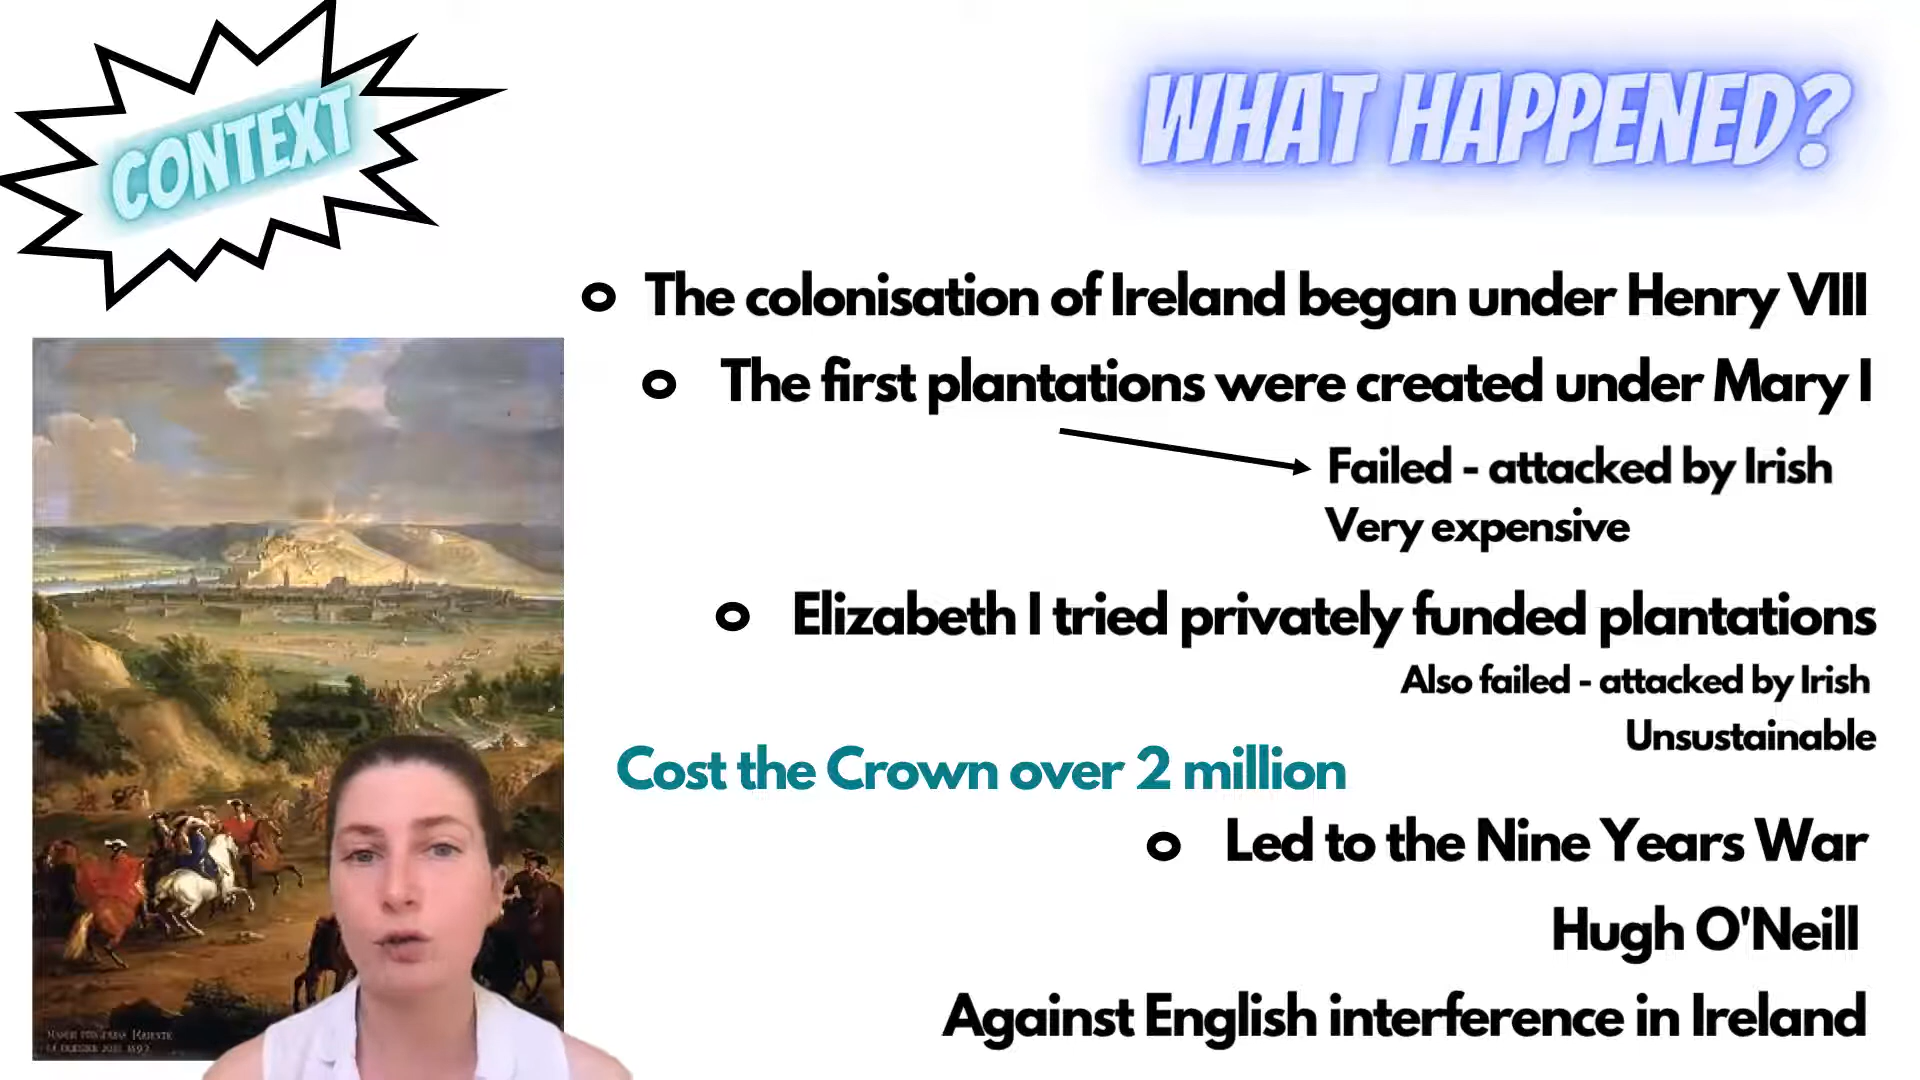 CONTEXT
WHAT HAPPENED?
The colonisation of Ireland began under Henry VIII
The first plantations were created under Mary I
Failed - attacked by Irish
Very expensive
Elizabeth I tried privately funded plantations
Also failed - attacked by Irish
Unsustainable
Cost the Crown over 2 million
Led to the Nine Years War
Hugh O'Neill
Against English interference in Ireland